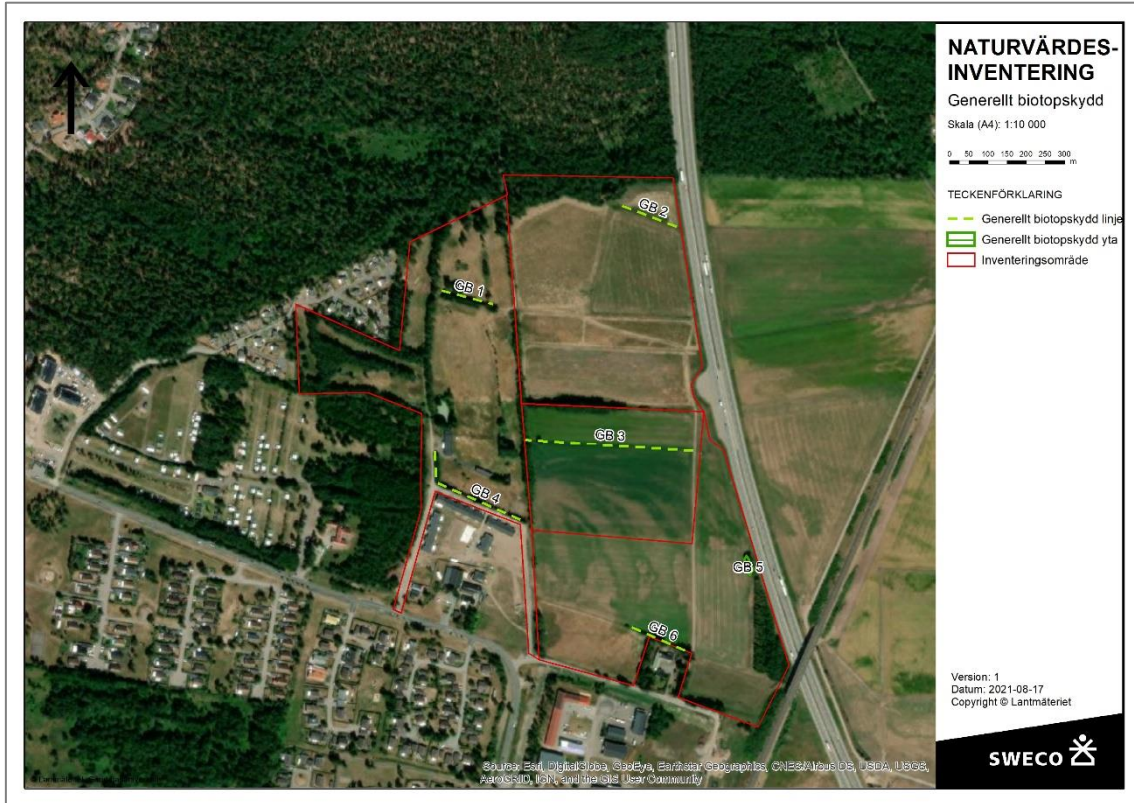 NATURVÄRDES-
INVENTERING
Generellt biotopskydd
Skala (A4): 1:10 000
0 50 100 150 200 250 300
m
TECKENFÖRKLARING
Generellt biotopskydd linje
Generellt biotopskydd yta
Inventeringsområde
GB 2
GB 1
GB 3
GB 4
GB 5
GB 6
Version: 1
Datum: 2021-08-17
Copyright © Lantmäteriet
SWECO
Source: Esri, DigitalGlobe, GeoEye, Earthstar Geographics, CNES/Airbus DS, USDA, USGS,
AeroGRID, IGN, and the GIS User Community